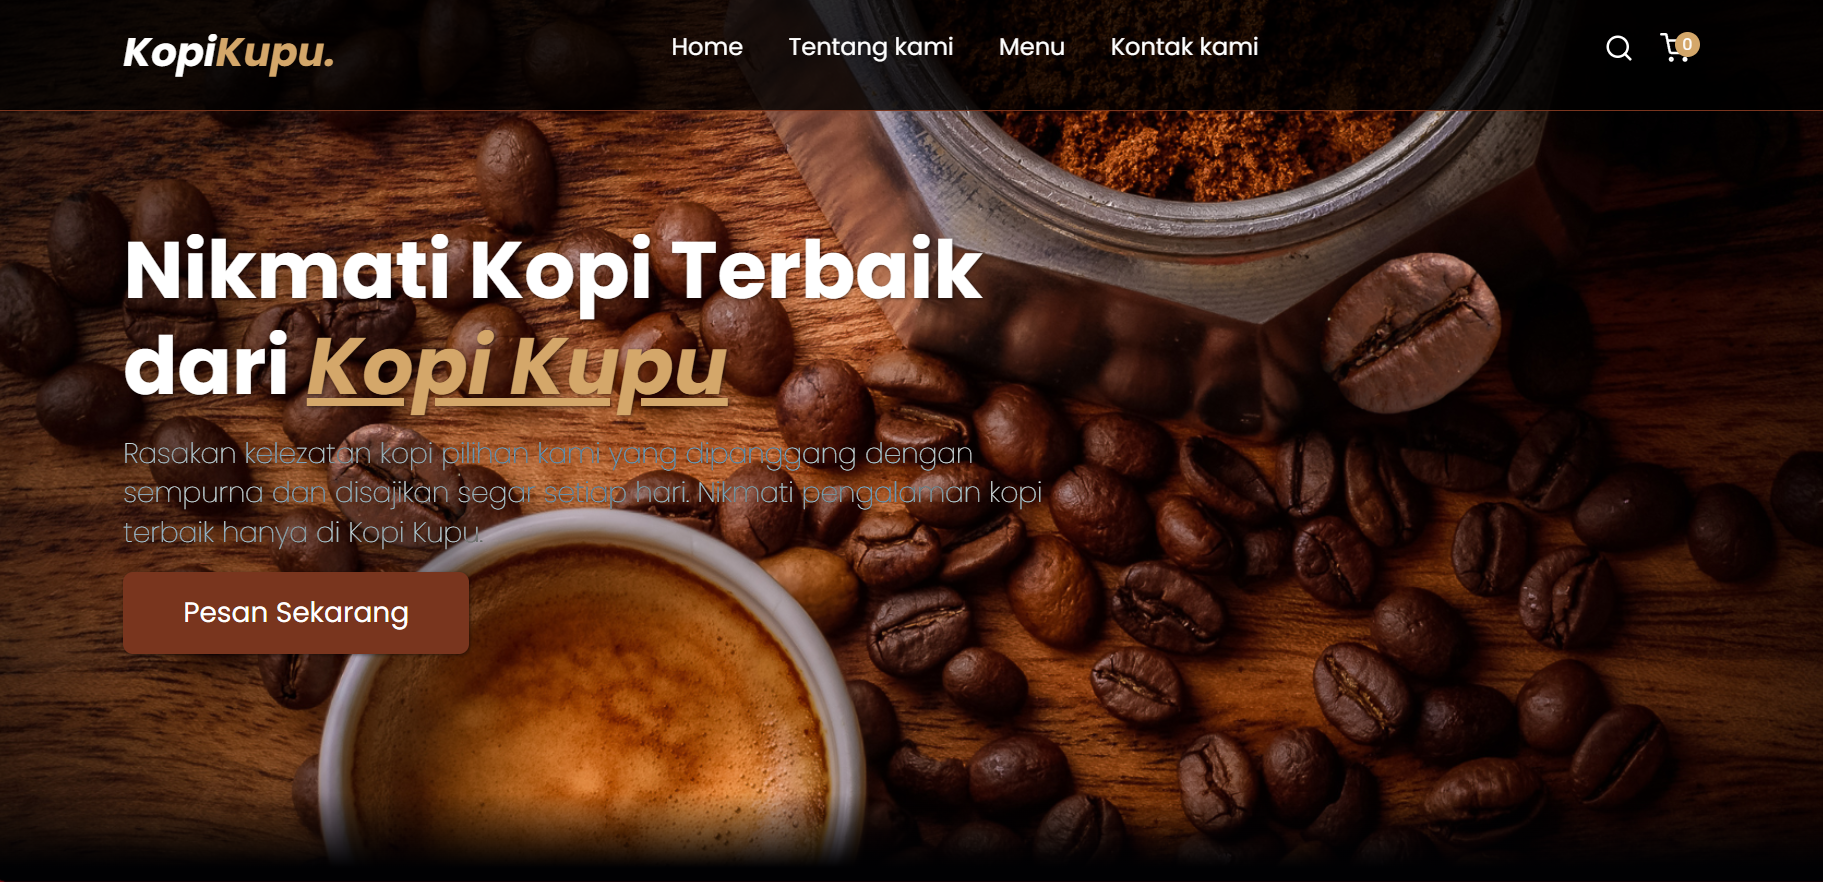 KopiKupu.
Home
Tentang kami
Menu
Kontak kami
0
Nikmati Kopi Terbaik
dari Kopi Kupu
Rasakan kelezatan kopi pilihan kami yang dipanggang dengan
sempurna dan disajikan segar setiap hari. Nikmati pengalaman kopi
terbaik hanya di Kopi Kupu.
Pesan Sekarang